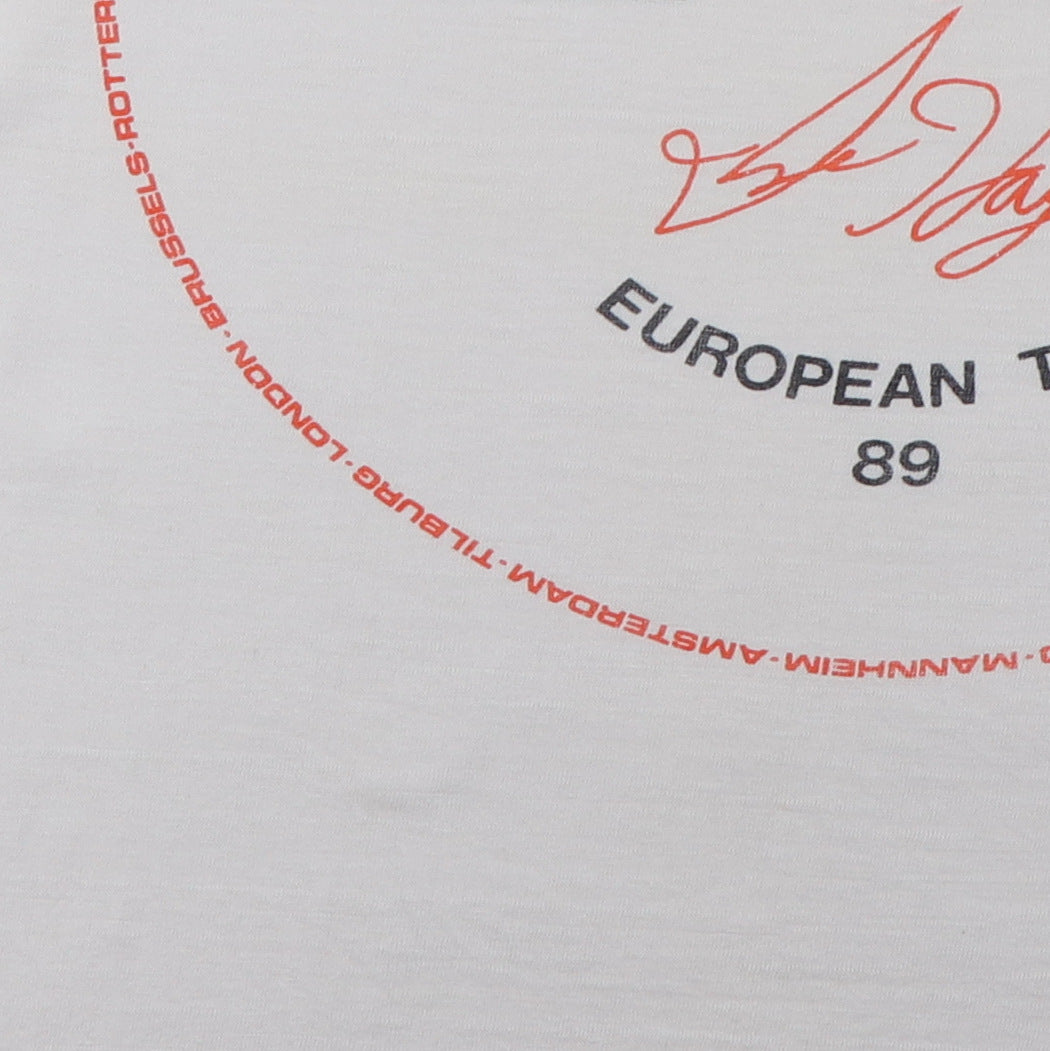 EUROPEAN
89
MANNHEIM · AMSTERDAM · TILBURG · LONDON · BRUSSELS · ROTTER